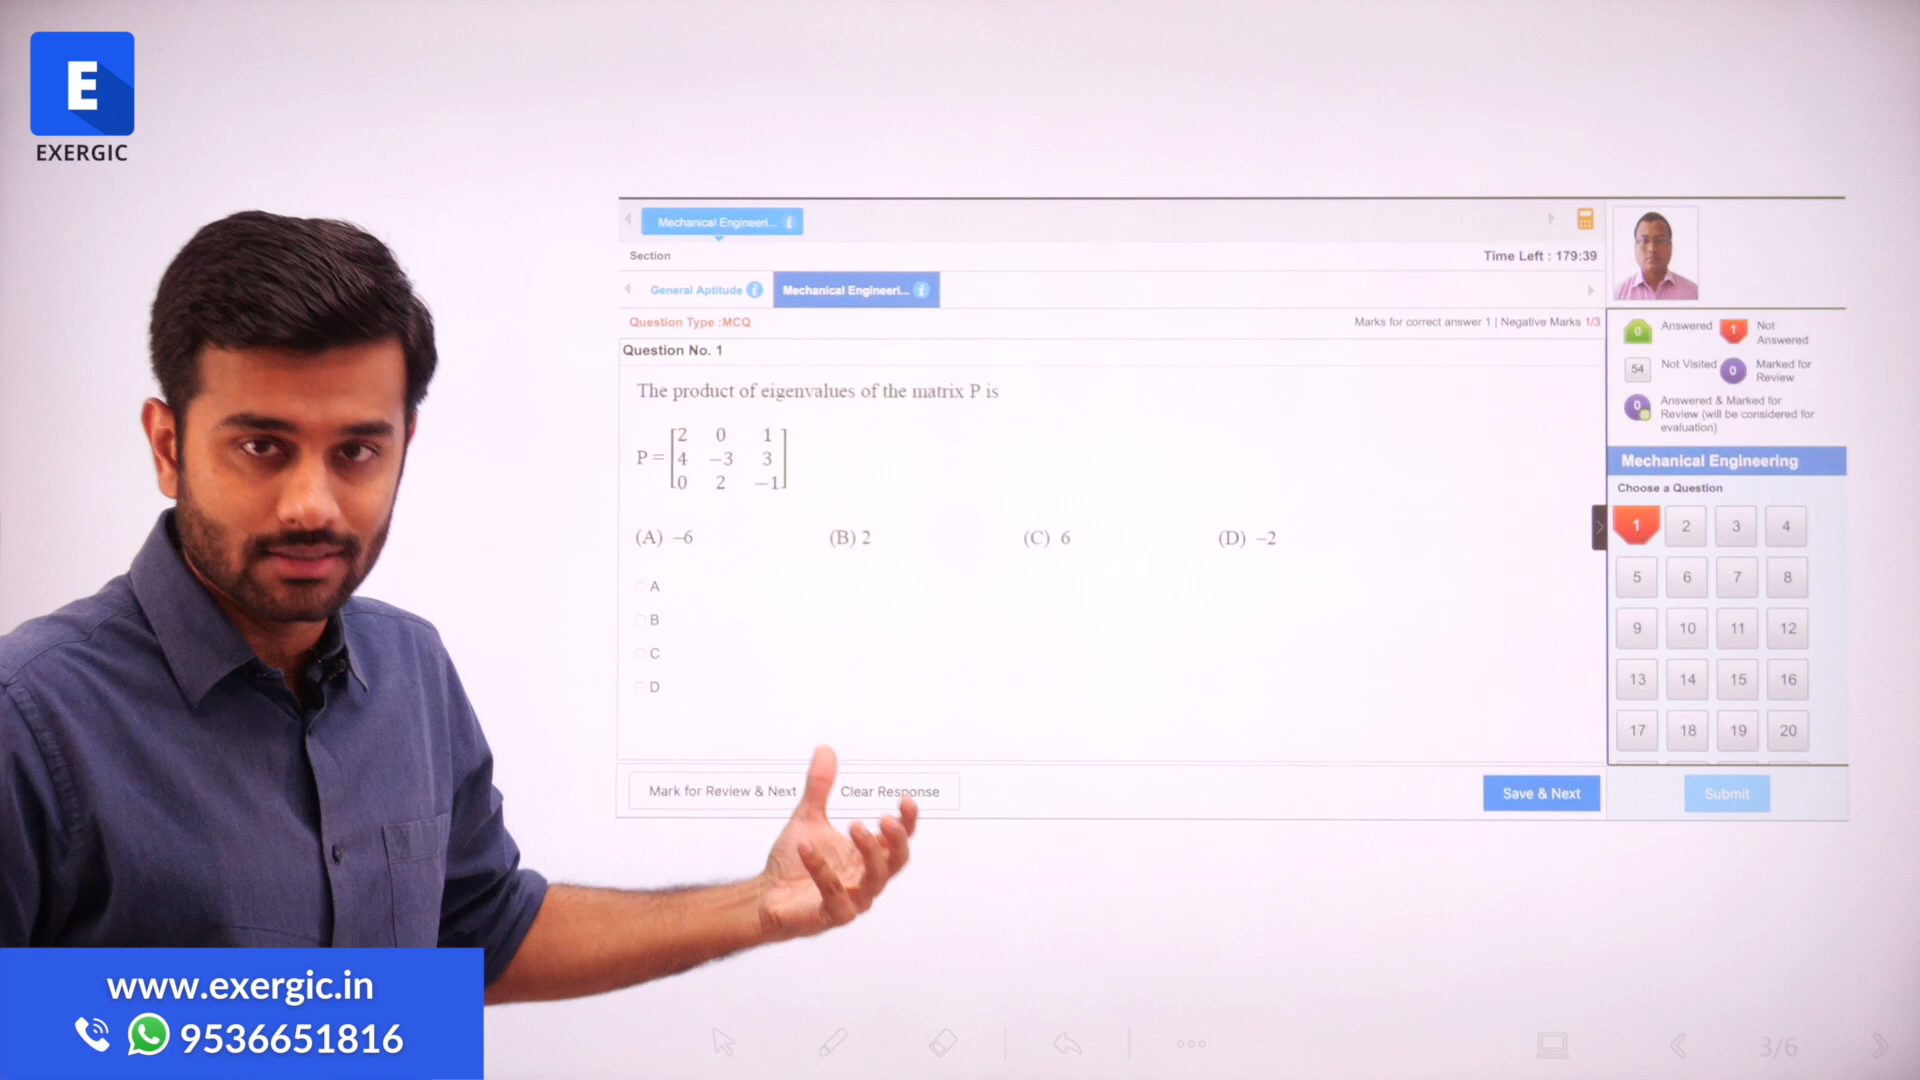 E
EXERGIC
Mechanical Engineeri... i
Section
Time Left : 179:39
General Aptitude i
Mechanical Engineeri... i
Question Type :MCQ
Marks for correct answer 1 | Negative Marks 1/3
Question No. 1
The product of eigenvalues of the matrix P is
2 0 1
P = 4 −3 3
0 2 −1
(A) −6 (B) 2 (C) 6 (D) −2
A
B
C
D
Mark for Review & Next
Clear Response
Save & Next
0 Answered
1 Not
Answered
54 Not Visited
0 Marked for
Review
0 Answered & Marked for
Review (will be considered for
evaluation)
Mechanical Engineering
Choose a Question
1 2 3 4
5 6 7 8
9 10 11 12
13 14 15 16
17 18 19 20
Submit
www.exergic.in
9536651816
3/6